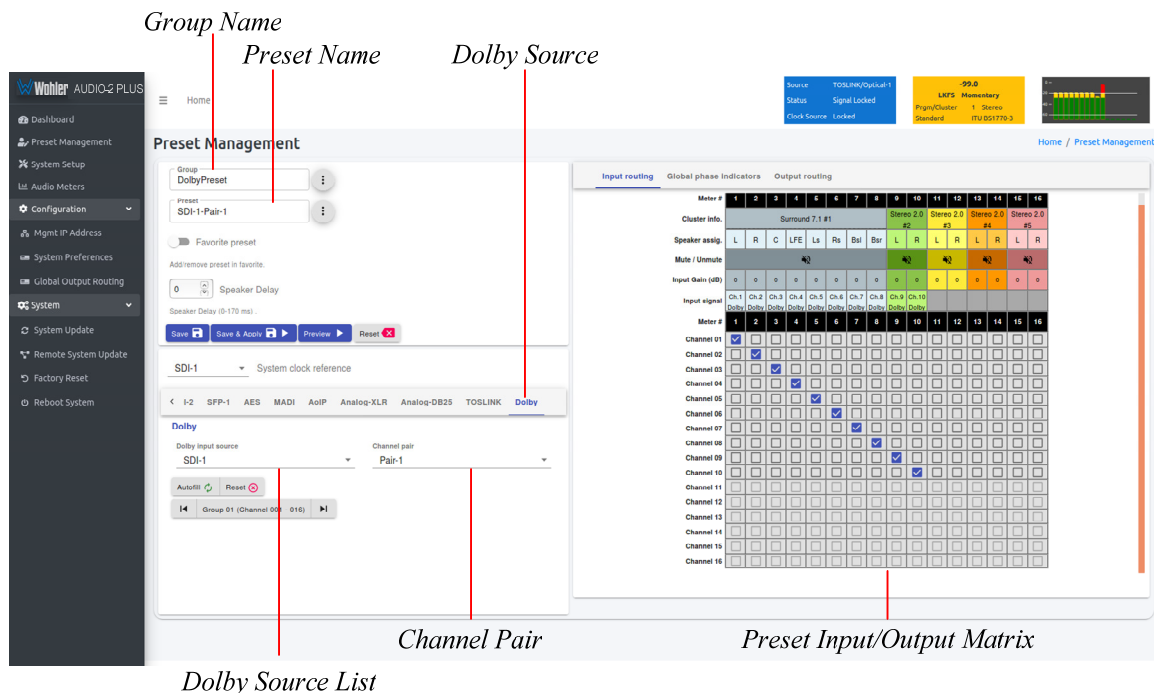 Group Name
Preset Name
Dolby Source
Wohler AUDIO-2 PLUS
Home
Source TOSLINK/Optical-1
Status Signal Locked
Clock Source Locked
-99.0
LKFS Momentary
Prgm/Cluster 1 Stereo
Standard ITU BS1770-3
Dashboard
Preset Management
System Setup
Audio Meters
Configuration
Mgmt IP Address
System Preferences
Global Output Routing
System
System Update
Remote System Update
Factory Reset
Reboot System
Preset Management
Home / Preset Management
Group
DolbyPreset
Preset
SDI-1-Pair-1
Favorite preset
Add/remove preset in favorite.
0 Speaker Delay
Speaker Delay (0-170 ms) .
Save Save & Apply Preview Reset
SDI-1 System clock reference
I-2 SFP-1 AES MADI AoIP Analog-XLR Analog-DB25 TOSLINK Dolby
Dolby
Dolby input source Channel pair
SDI-1 Pair-1
Autofill Reset
Group 01 (Channel 001 016)
Input routing Global phase indicators Output routing
Meter # 1 2 3 4 5 6 7 8 9 10 11 12 13 14 15 16
Cluster info. Surround 7.1 #1 Stereo 2.0 #2 Stereo 2.0 #3 Stereo 2.0 #4 Stereo 2.0 #5
Speaker assig. L R C LFE Ls Rs Bsl Bsr L R L R L R L R
Mute / Unmute
Input Gain (dB) 0 0 0 0 0 0 0 0 0 0 0 0 0 0 0 0
Input signal Ch.1 Dolby Ch.2 Dolby Ch.3 Dolby Ch.4 Dolby Ch.5 Dolby Ch.6 Dolby Ch.7 Dolby Ch.8 Dolby Ch.9 Dolby Ch.10 Dolby
Meter # 1 2 3 4 5 6 7 8 9 10 11 12 13 14 15 16
Channel 01
Channel 02
Channel 03
Channel 04
Channel 05
Channel 06
Channel 07
Channel 08
Channel 09
Channel 10
Channel 11
Channel 12
Channel 13
Channel 14
Channel 15
Channel 16
Channel Pair
Preset Input/Output Matrix
Dolby Source List